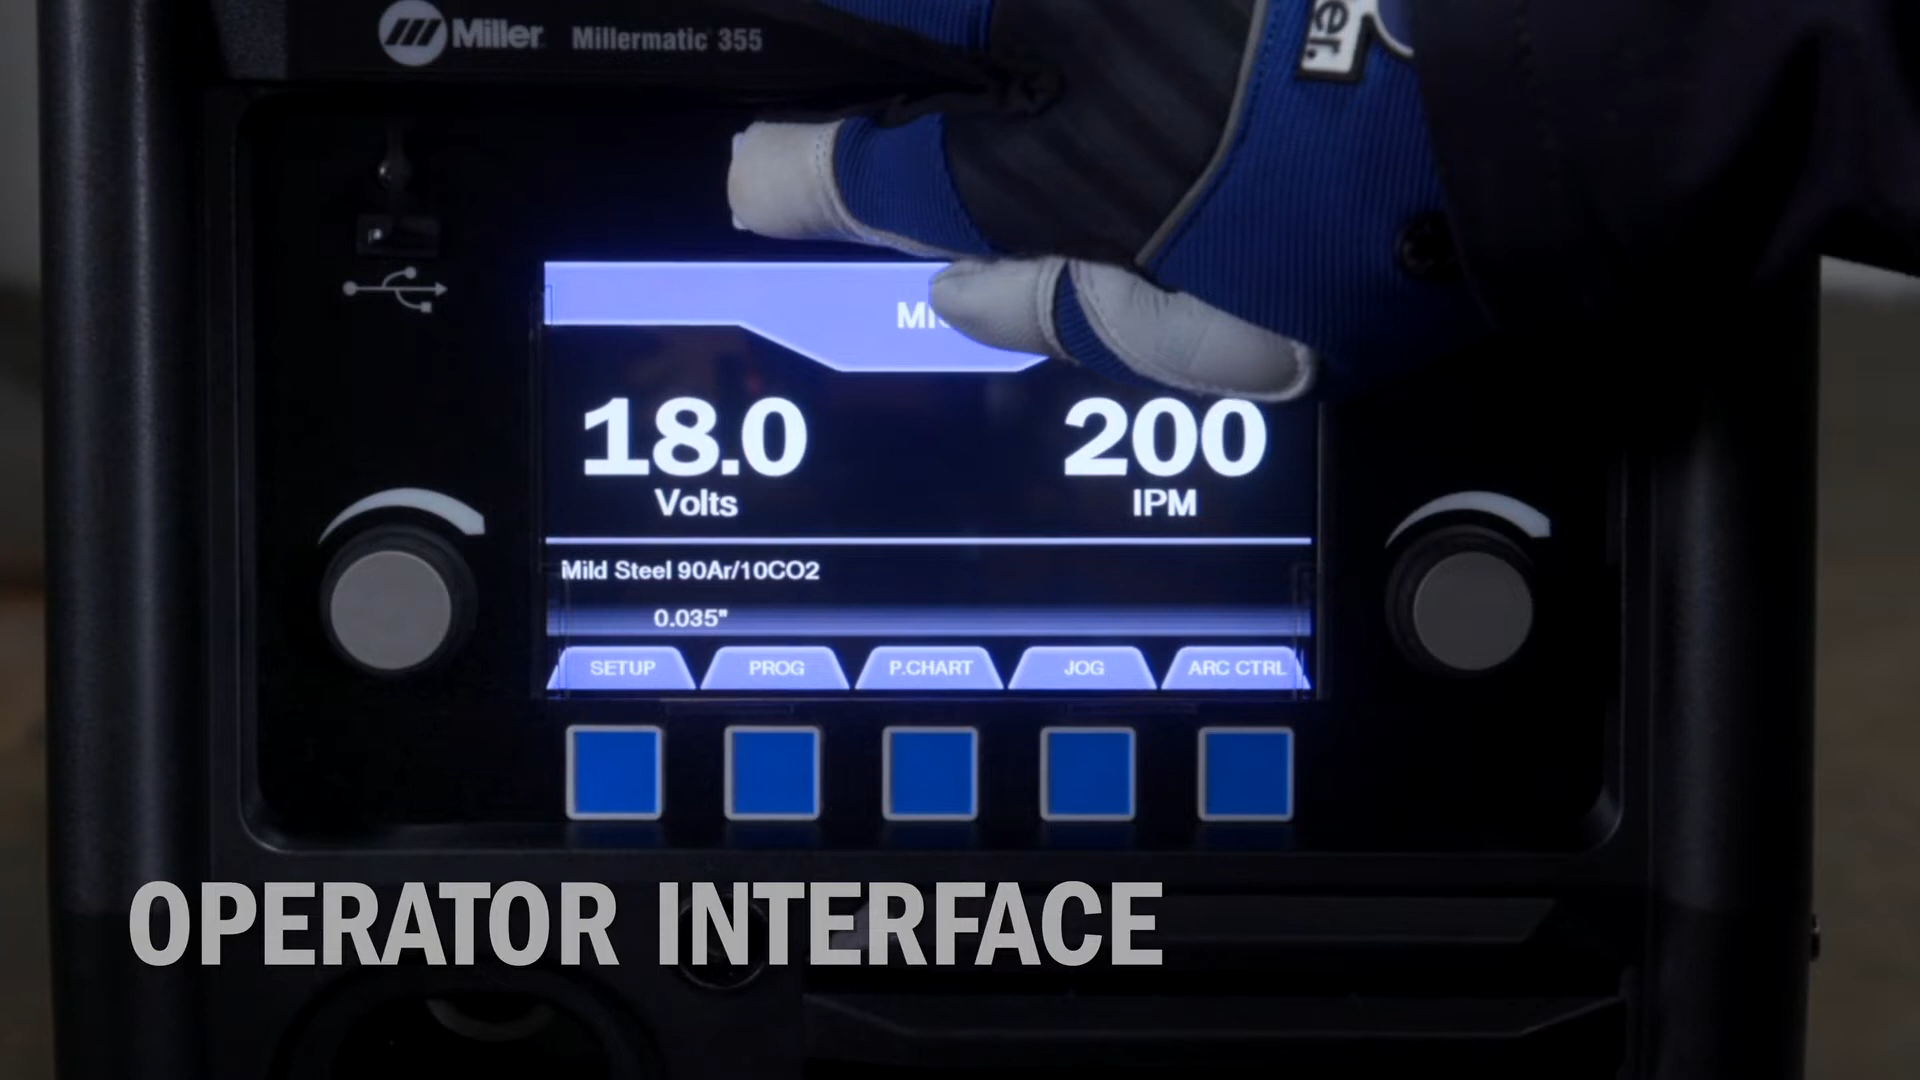 Miller
Millermatic 355
er.
18.0
200
Volts
IPM
Mild Steel 90Ar/10CO2
0.035"
SETUP
PROG
P.CHART
JOG
ARC CTRL
OPERATOR INTERFACE